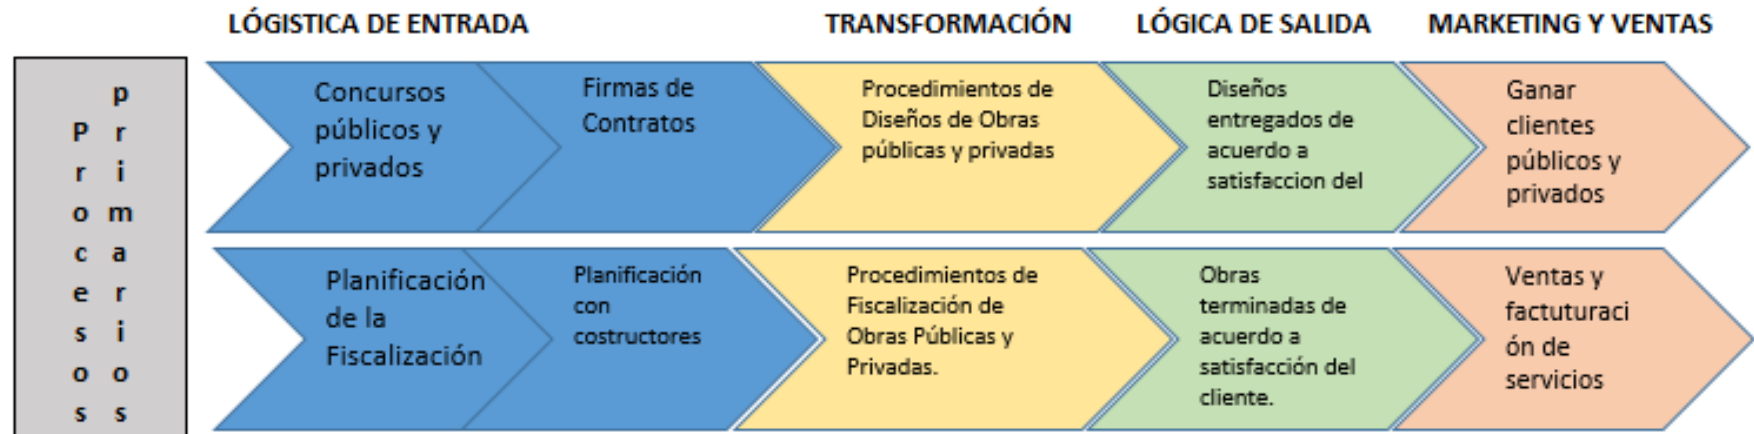 LÓGISTICA DE ENTRADA
TRANSFORMACIÓN
LÓGICA DE SALIDA
MARKETING Y VENTAS
Procesos
primarios
Concursos
públicos y
privados
Firmas de
Contratos
Procedimientos de
Diseños de Obras
públicas y privadas
Diseños
entregados de
acuerdo a
satisfaccion del
Ganar
clientes
públicos y
privados
Planificación
de la
Fiscalización
Planificación
con
costructores
Procedimientos de
Fiscalización de
Obras Públicas y
Privadas.
Obras
terminadas de
acuerdo a
satisfacción del
cliente.
Ventas y
factuturaci
ón de
servicios